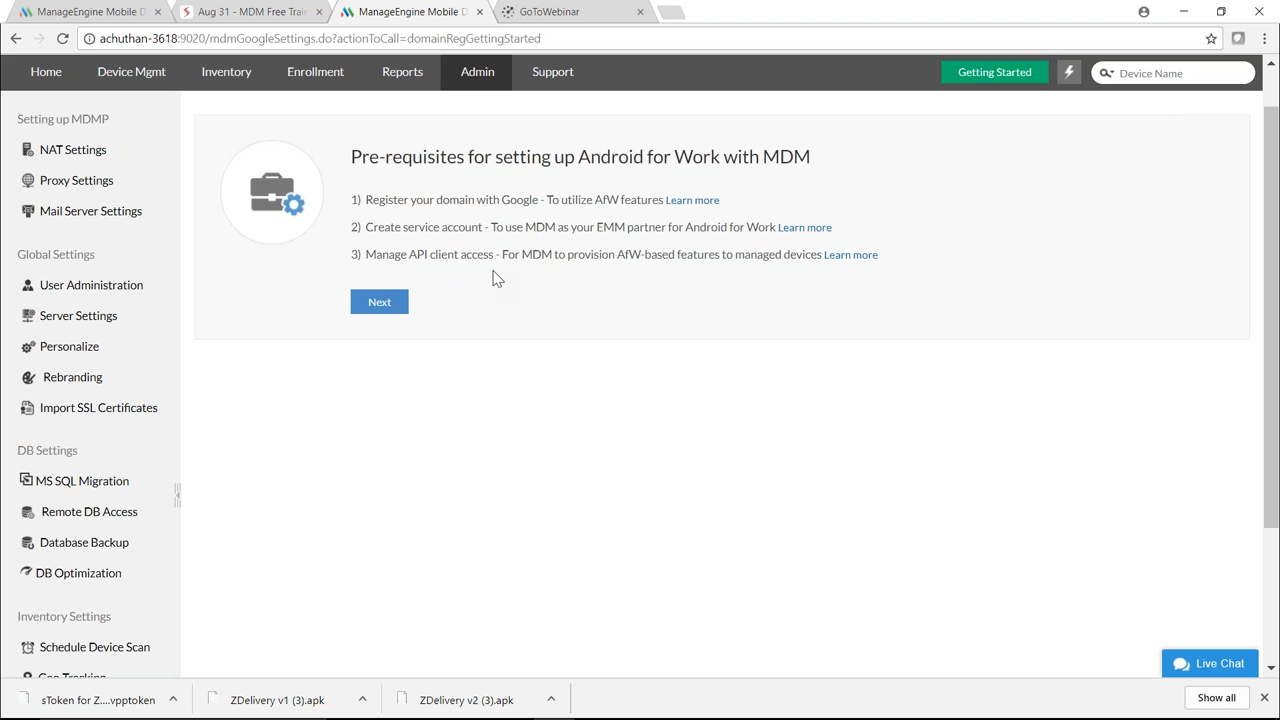 ManageEngine Mobile D
Aug 31 - MDM Free Train
ManageEngine Mobile D
GoToWebinar
achuthan-3618:9020/mdmGoogleSettings.do?actionToCall=domainRegGettingStarted
Home Device Mgmt Inventory Enrollment Reports Admin Support Getting Started Device Name
Setting up MDMP
NAT Settings
Proxy Settings
Mail Server Settings
Global Settings
User Administration
Server Settings
Personalize
Rebranding
Import SSL Certificates
DB Settings
MS SQL Migration
Remote DB Access
Database Backup
DB Optimization
Inventory Settings
Schedule Device Scan
Geo Tracking
Pre-requisites for setting up Android for Work with MDM
1) Register your domain with Google - To utilize AfW features Learn more
2) Create service account - To use MDM as your EMM partner for Android for Work Learn more
3) Manage API client access - For MDM to provision AfW-based features to managed devices Learn more
Next
Live Chat
sToken for Z....vpptoken
ZDelivery v1 (3).apk
ZDelivery v2 (3).apk
Show all